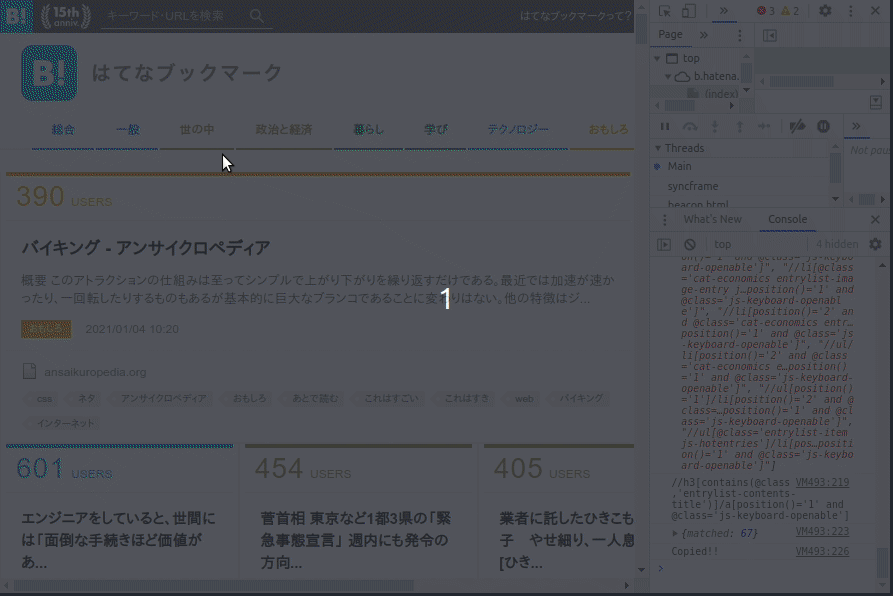 B! 15th anniv. キーワード・URLを検索 はてなブックマークって?
B! はてなブックマーク
総合 一般 世の中 政治と経済 暮らし 学び テクノロジー おもしろ
390 USERS
バイキング - アンサイクロペディア
概要 このアトラクションの仕組みは至ってシンプルで上がり下がりを繰り返すだけである。最近では加速が速か
ったり、一回転したりするものもあるが基本的に巨大なブランコであることに変わりはない。他の特徴はジ...
おもしろ 2021/01/04 10:20
1
ansaikuropedia.org
css ネタ アンサイクロペディア おもしろ あとで読む これはすごい これはすき web バイキング
インターネット
601 USERS
エンジニアをしていると、世間に
は「面倒な手続きほど価値が
あ...
454 USERS
菅首相 東京など1都3県の「緊
急事態宣言」 週内にも発令の
方向...
405 USERS
業者に託したひきこも
子 やせ細り、一人息
[ひき...
3 2
Page
top
b.hatena.
(index)
Threads
Main
syncframe
beacon.html
Not pau
What's New Console
top 4 hidden
on()='1' and @class='js-keybo
ard-openable']", "//li[@class
='cat-economics entrylist-ima
ge-entry j…position()='1' and
@class='js-keyboard-openabl
e']", "//li[position()='2' an
d @class='cat-economics entr…
position()='1' and @class='js
-keyboard-openable']", "//ul/
li[position()='2' and @class
='cat-economics e…position()
='1' and @class='js-keyboard-
openable']", "//ul[position()
='1']/li[position()='2' and @
class=…position()='1' and @cl
ass='js-keyboard-openable']",
"//ul[@class='entrylist-item
js-hotentries']/li[pos…positi
on()='1' and @class='js-keybo
ard-openable']"]
//h3[contains(@class VM493:219
,'entrylist-contents-
title')]/a[position()='1' and
@class='js-keyboard-openable']
{matched: 67} VM493:223
Copied!! VM493:226